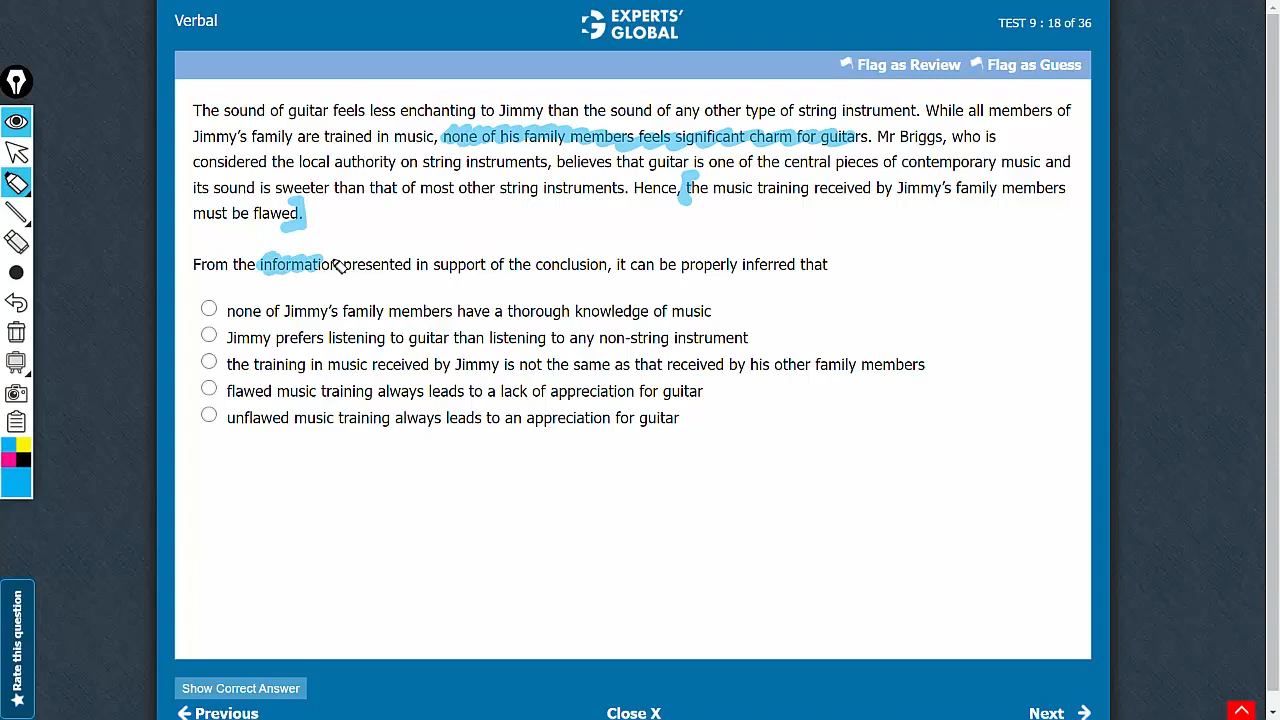 Verbal
EXPERTS'
GLOBAL
TEST 9 : 18 of 36
Flag as Review Flag as Guess
The sound of guitar feels less enchanting to Jimmy than the sound of any other type of string instrument. While all members of
Jimmy's family are trained in music, none of his family members feels significant charm for guitars. Mr Briggs, who is
considered the local authority on string instruments, believes that guitar is one of the central pieces of contemporary music and
its sound is sweeter than that of most other string instruments. Hence, the music training received by Jimmy's family members
must be flawed.
From the information presented in support of the conclusion, it can be properly inferred that
none of Jimmy's family members have a thorough knowledge of music
Jimmy prefers listening to guitar than listening to any non-string instrument
the training in music received by Jimmy is not the same as that received by his other family members
flawed music training always leads to a lack of appreciation for guitar
unflawed music training always leads to an appreciation for guitar
Rate this question
Show Correct Answer
Previous
Close X
Next